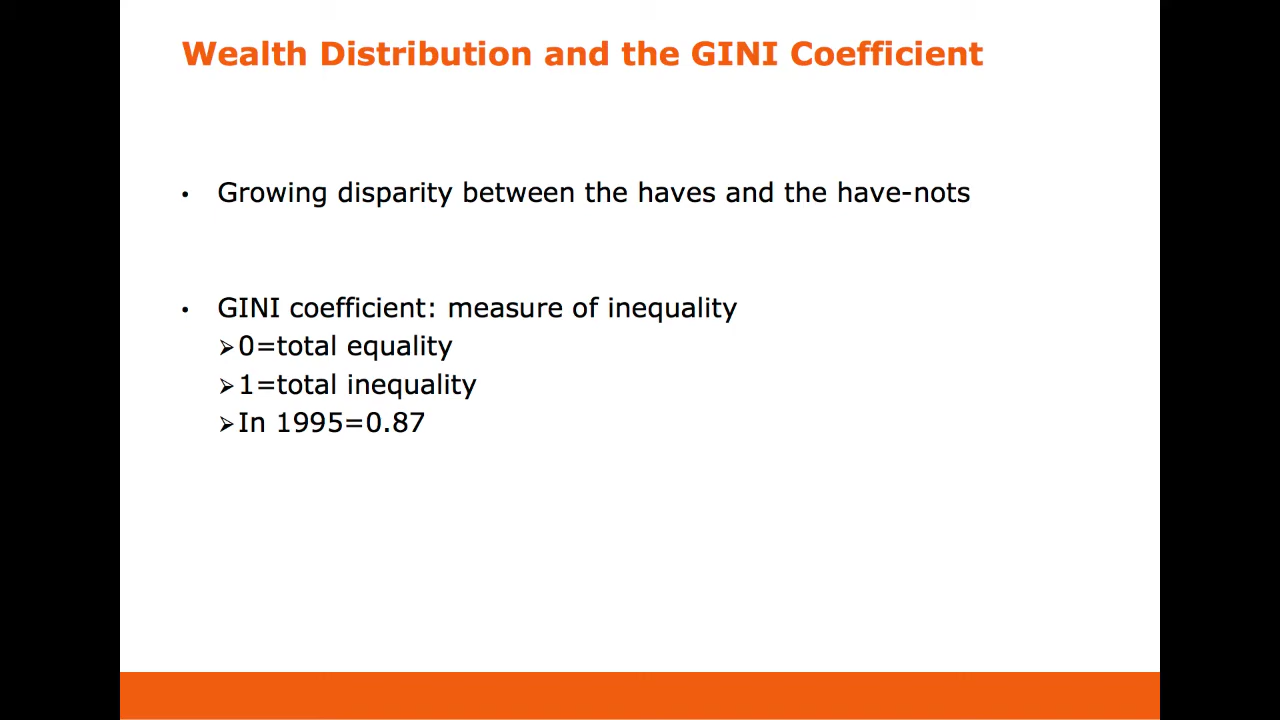 Wealth Distribution and the GINI Coefficient
• Growing disparity between the haves and the have-nots
• GINI coefficient: measure of inequality
➢0=total equality
➢1=total inequality
➢In 1995=0.87